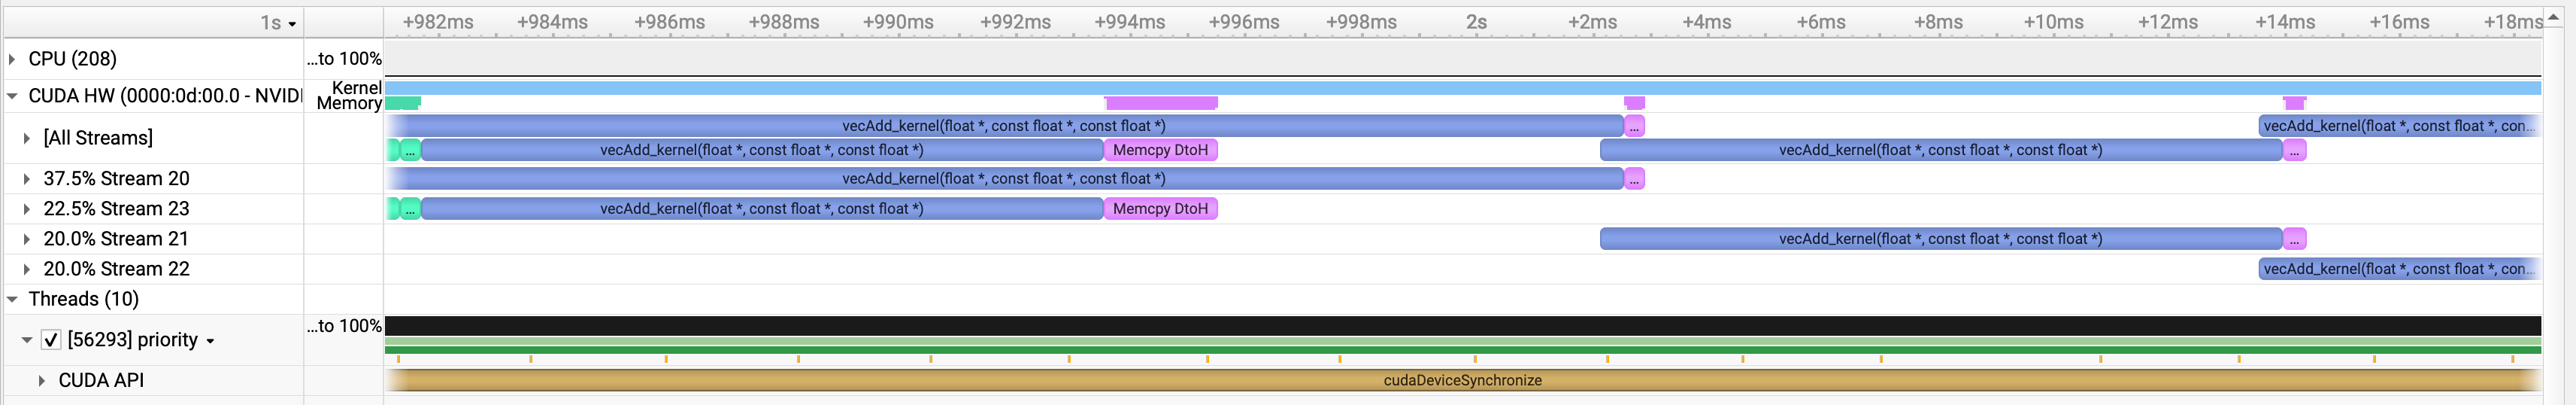 1s +982ms +984ms +986ms +988ms +990ms +992ms +994ms +996ms +998ms 2s +2ms +4ms +6ms +8ms +10ms +12ms +14ms +16ms +18ms
CPU (208) ...to 100%
CUDA HW (0000:0d:00.0 - NVIDI Kernel
Memory
[All Streams] vecAdd_kernel(float *, const float *, const float *) ... vecAdd_kernel(float *, const float *, con...
... vecAdd_kernel(float *, const float *, const float *) Memcpy DtoH vecAdd_kernel(float *, const float *, const float *) ...
37.5% Stream 20 vecAdd_kernel(float *, const float *, const float *) ...
22.5% Stream 23 ... vecAdd_kernel(float *, const float *, const float *) Memcpy DtoH
20.0% Stream 21 vecAdd_kernel(float *, const float *, const float *) ...
20.0% Stream 22 vecAdd_kernel(float *, const float *, con...
Threads (10)
[56293] priority ...to 100%
CUDA API cudaDeviceSynchronize